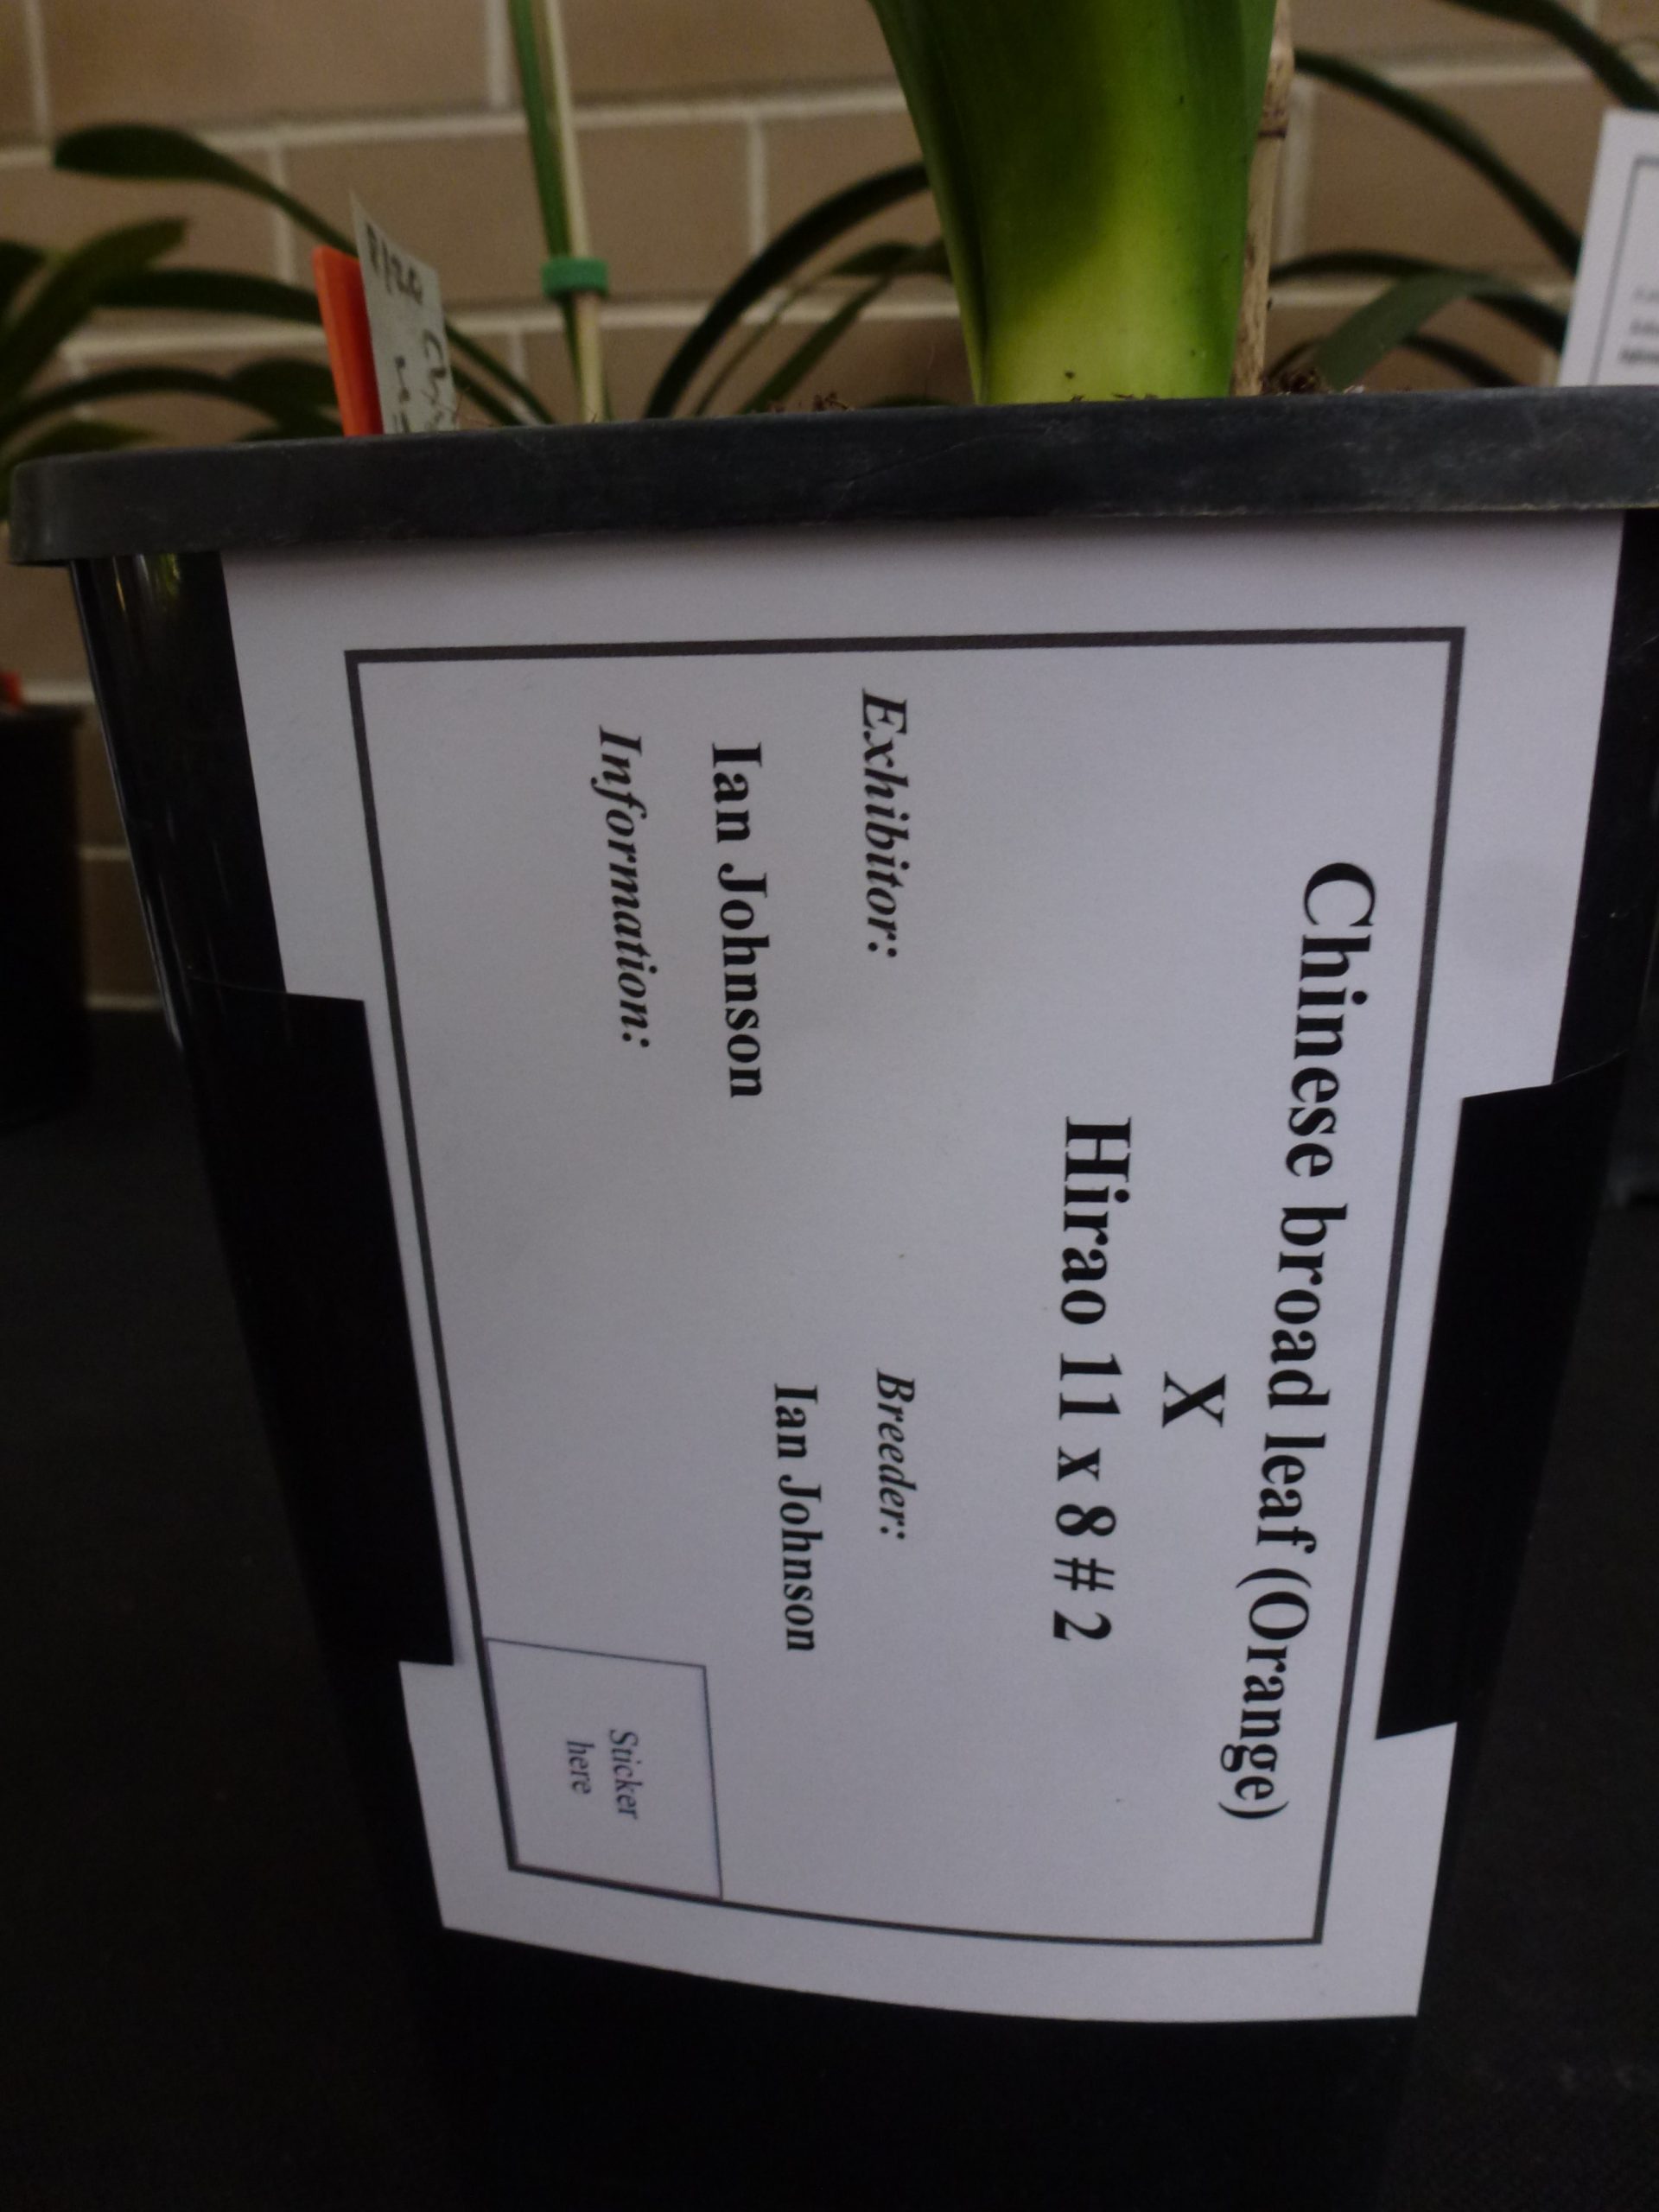 Chinese broad leaf (Orange)
X
Hirao 11 x 8 # 2
Exhibitor:
Breeder:
Ian Johnson
Ian Johnson
Information:
Sticker
here